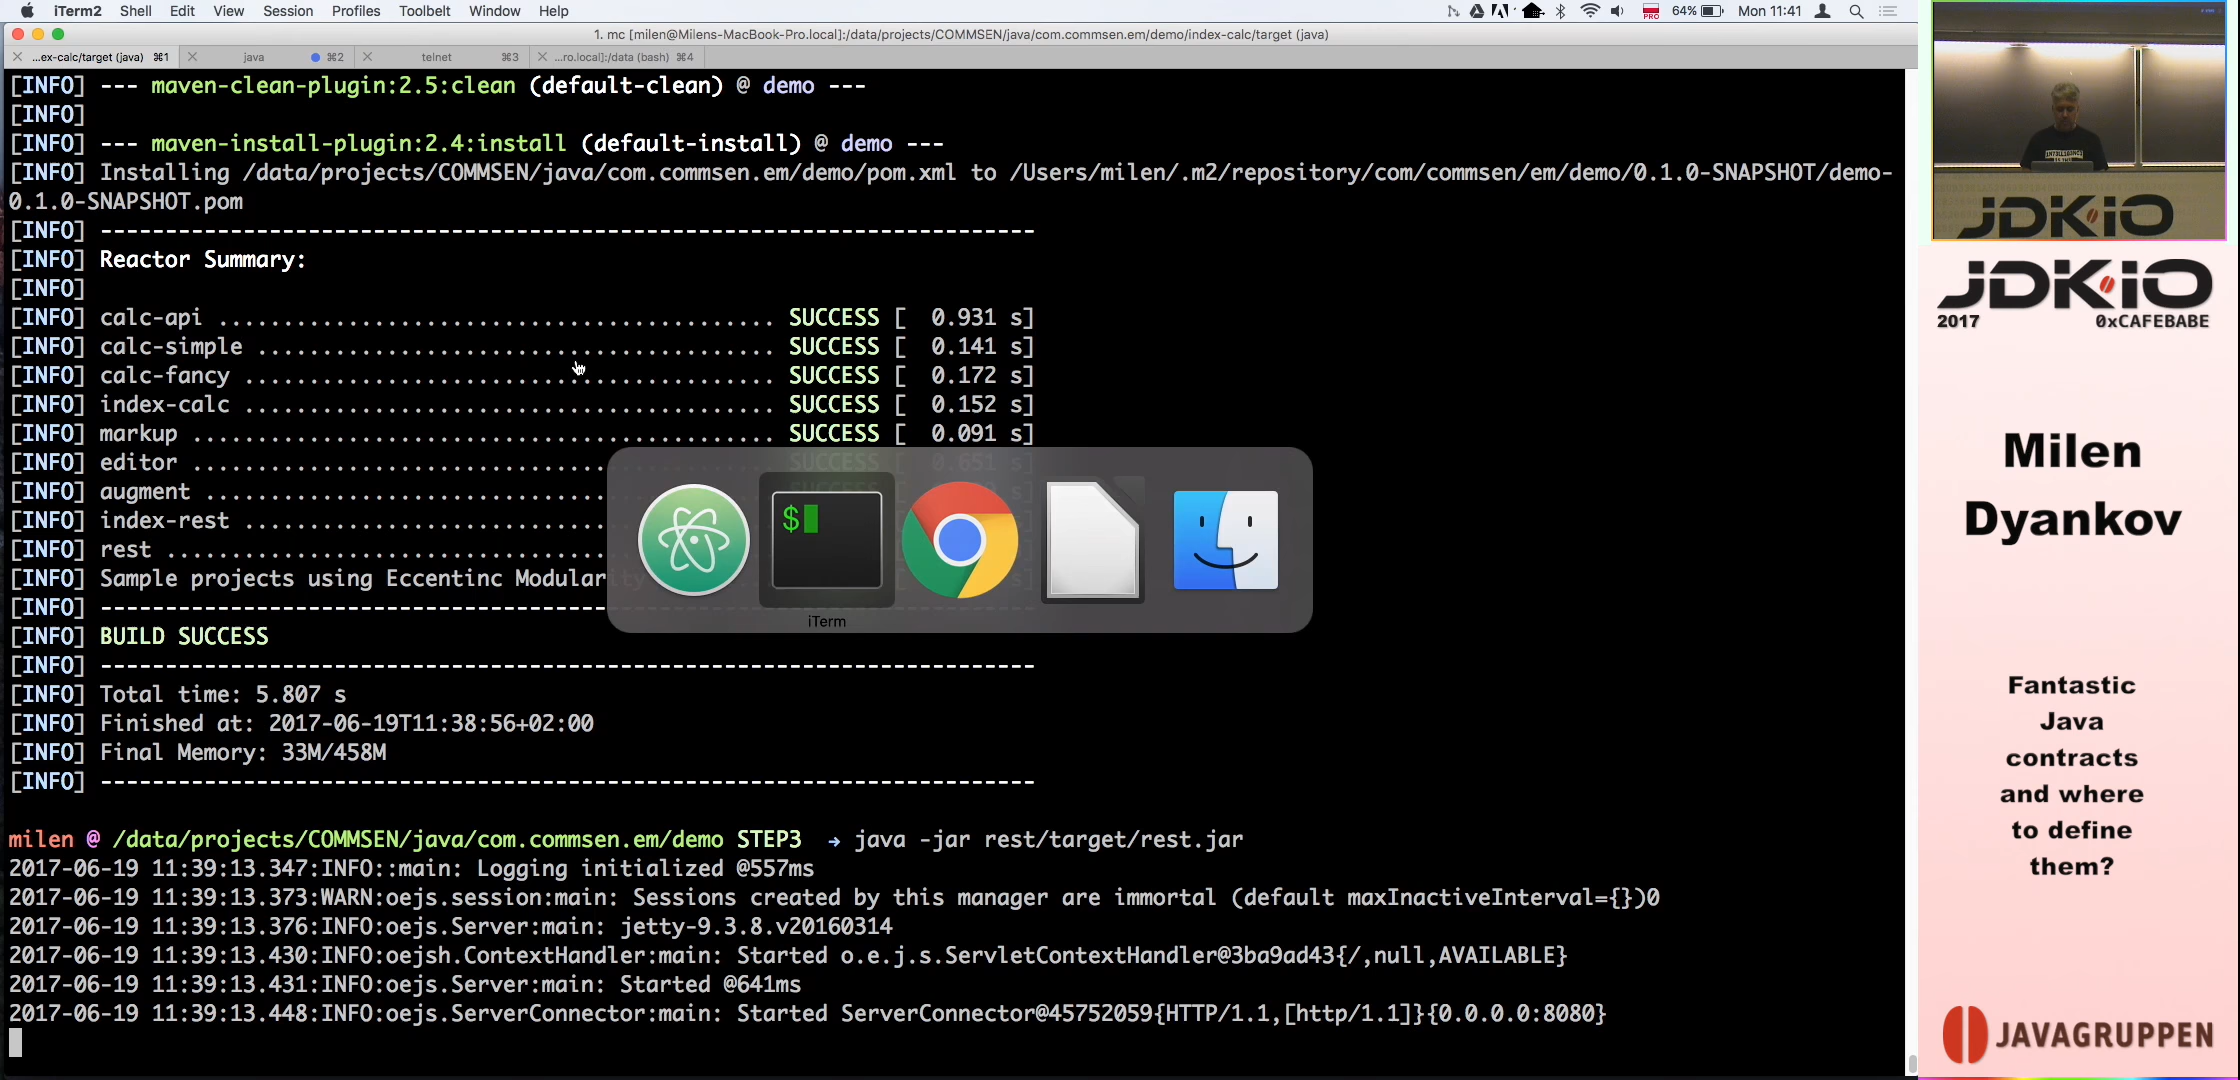 iTerm2 Shell Edit View Session Profiles Toolbelt Window Help
PRO 64% Mon 11:41
1. mc [milen@Milens-MacBook-Pro.local]:/data/projects/COMMSEN/java/com.commsen.em/demo/index-calc/target (java)
...ex-calc/target (java) ⌘1 java ⌘2 telnet ⌘3 ...ro.local]:/data (bash) ⌘4
[INFO] --- maven-clean-plugin:2.5:clean (default-clean) @ demo ---
[INFO]
[INFO] --- maven-install-plugin:2.4:install (default-install) @ demo ---
[INFO] Installing /data/projects/COMMSEN/java/com.commsen.em/demo/pom.xml to /Users/milen/.m2/repository/com/commsen/em/demo/0.1.0-SNAPSHOT/demo-
0.1.0-SNAPSHOT.pom
[INFO] ------------------------------------------------------------------------
[INFO] Reactor Summary:
[INFO]
[INFO] calc-api ........................................... SUCCESS [  0.931 s]
[INFO] calc-simple ........................................ SUCCESS [  0.141 s]
[INFO] calc-fancy ......................................... SUCCESS [  0.172 s]
[INFO] index-calc ......................................... SUCCESS [  0.152 s]
[INFO] markup ............................................. SUCCESS [  0.091 s]
[INFO] editor ............................................. SUCCESS [  0.651 s]
[INFO] augment ...............................
[INFO] index-rest ............................
[INFO] rest ..................................
[INFO] Sample projects using Eccentinc Modularity
[INFO] ------------------------------------------------------------------------
[INFO] BUILD SUCCESS
[INFO] ------------------------------------------------------------------------
[INFO] Total time: 5.807 s
[INFO] Finished at: 2017-06-19T11:38:56+02:00
[INFO] Final Memory: 33M/458M
[INFO] ------------------------------------------------------------------------
milen @ /data/projects/COMMSEN/java/com.commsen.em/demo STEP3 → java -jar rest/target/rest.jar
2017-06-19 11:39:13.347:INFO::main: Logging initialized @557ms
2017-06-19 11:39:13.373:WARN:oejs.session:main: Sessions created by this manager are immortal (default maxInactiveInterval={})0
2017-06-19 11:39:13.376:INFO:oejs.Server:main: jetty-9.3.8.v20160314
2017-06-19 11:39:13.430:INFO:oejsh.ContextHandler:main: Started o.e.j.s.ServletContextHandler@3ba9ad43{/,null,AVAILABLE}
2017-06-19 11:39:13.431:INFO:oejs.Server:main: Started @641ms
2017-06-19 11:39:13.448:INFO:oejs.ServerConnector:main: Started ServerConnector@45752059{HTTP/1.1,[http/1.1]}{0.0.0.0:8080}
$
iTerm
JDKiO
JDKiO
2017 0xCAFEBABE
Milen
Dyankov
Fantastic
Java
contracts
and where
to define
them?
JAVAGRUPPEN